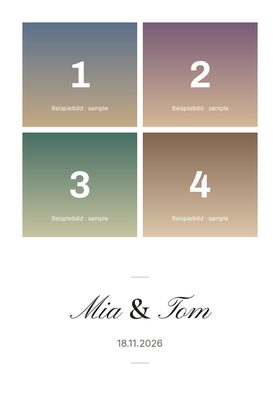 1
Beispielbild · sample
2
Beispielbild · sample
3
Beispielbild · sample
4
Beispielbild · sample
Mia & Tom
18.11.2026